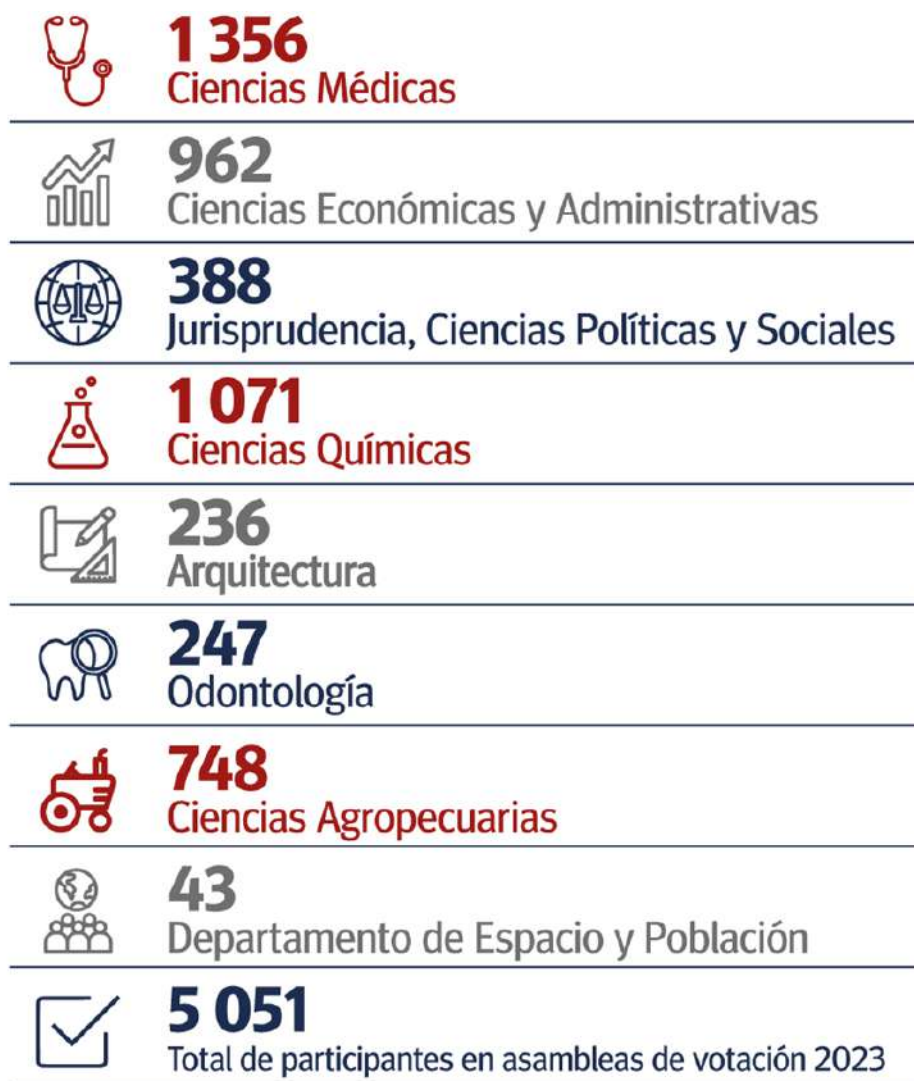 1 356
Ciencias Médicas
962
Ciencias Económicas y Administrativas
388
Jurisprudencia, Ciencias Políticas y Sociales
1 071
Ciencias Químicas
236
Arquitectura
247
Odontología
748
Ciencias Agropecuarias
43
Departamento de Espacio y Población
5 051
Total de participantes en asambleas de votación 2023